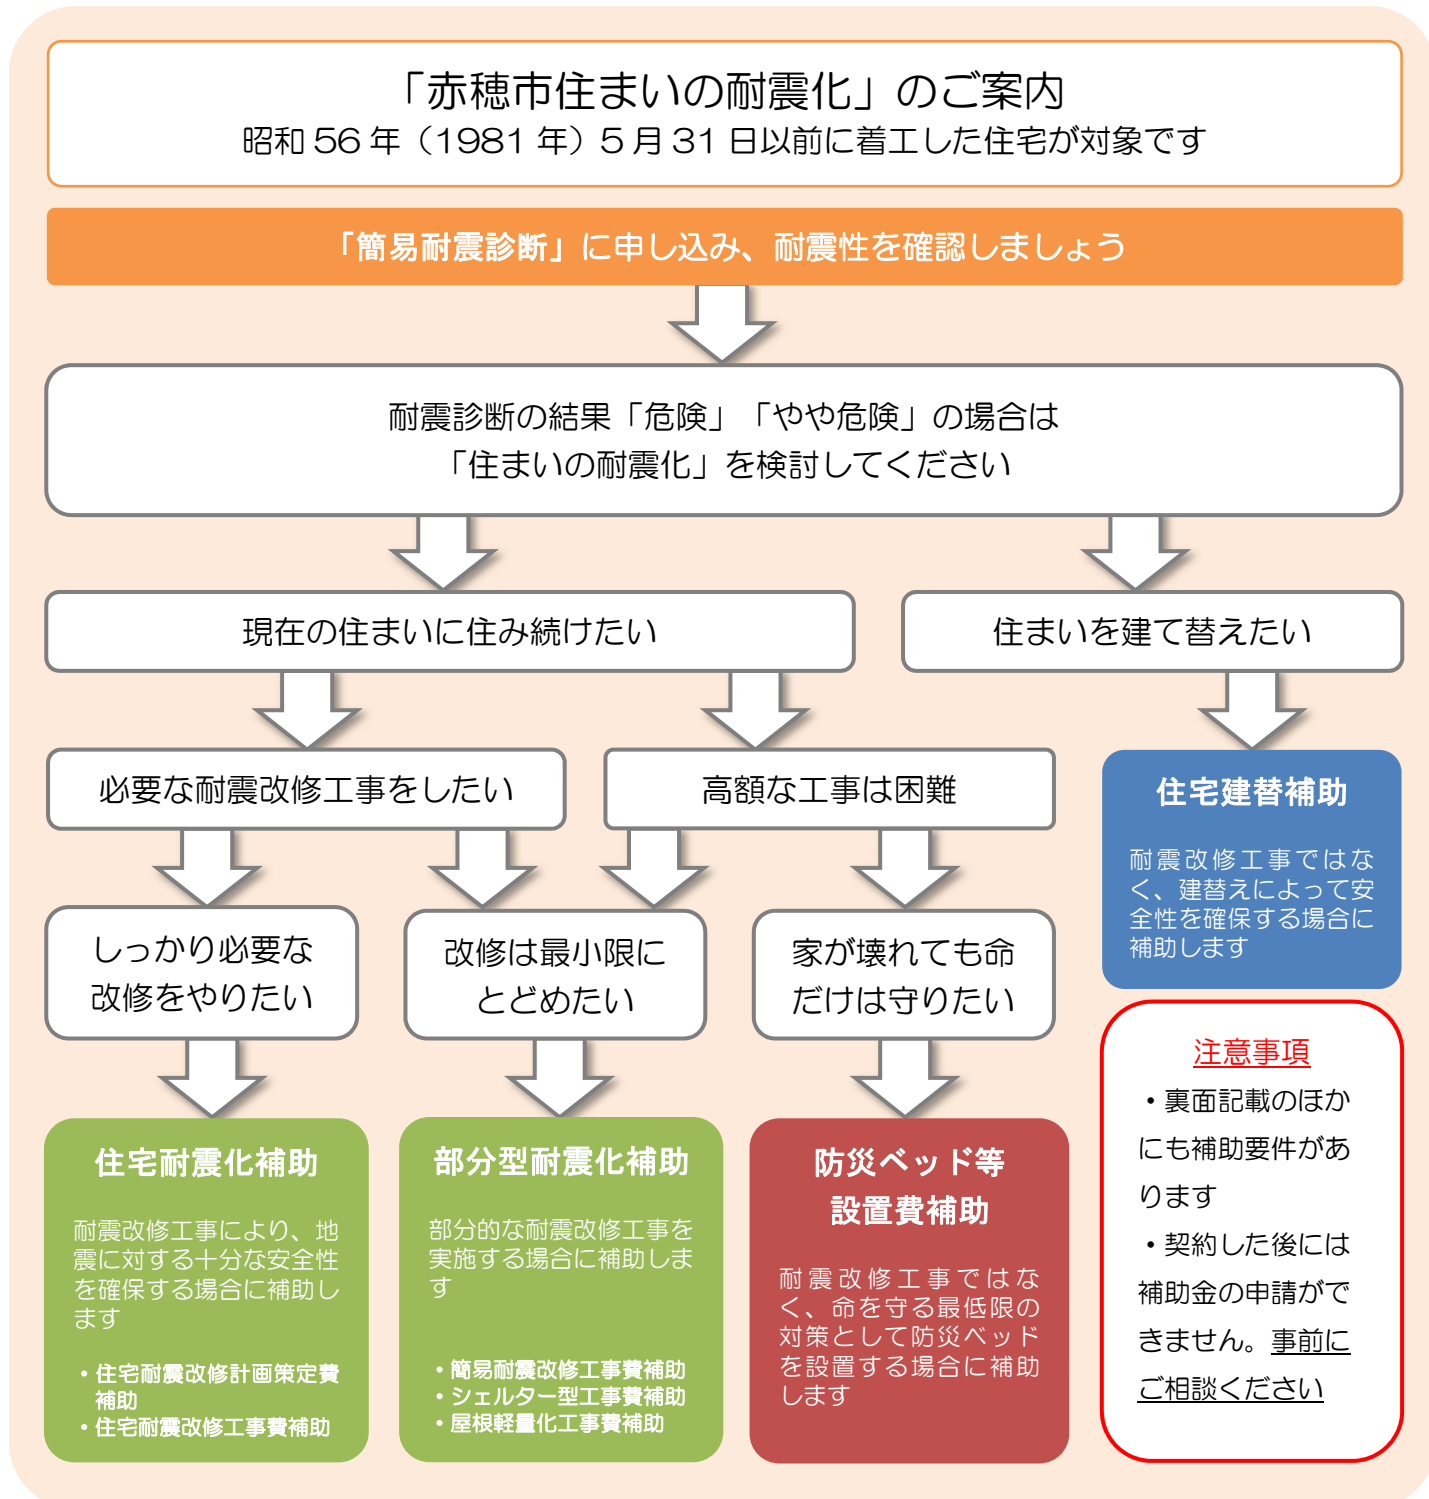 「赤穂市住まいの耐震化」のご案内
昭和 56 年（1981 年）5 月 31 日以前に着工した住宅が対象です
「簡易耐震診断」に申し込み、耐震性を確認しましょう
耐震診断の結果「危険」「やや危険」の場合は
「住まいの耐震化」を検討してください
現在の住まいに住み続けたい
住まいを建て替えたい
必要な耐震改修工事をしたい
高額な工事は困難
住宅建替補助
耐震改修工事ではな
く、建替えによって安
全性を確保する場合に
補助します
しっかり必要な
改修をやりたい
改修は最小限に
とどめたい
家が壊れても命
だけは守りたい
住宅耐震化補助
耐震改修工事により、地
震に対する十分な安全性
を確保する場合に補助し
ます
・住宅耐震改修計画策定費
補助
・住宅耐震改修工事費補助
部分型耐震化補助
部分的な耐震改修工事を
実施する場合に補助しま
す
・簡易耐震改修工事費補助
・シェルター型工事費補助
・屋根軽量化工事費補助
防災ベッド等
設置費補助
耐震改修工事ではな
く、命を守る最低限の
対策として防災ベッド
を設置する場合に補助
します
注意事項
・裏面記載のほか
にも補助要件があ
ります
・契約した後には
補助金の申請がで
きません。事前に
ご相談ください